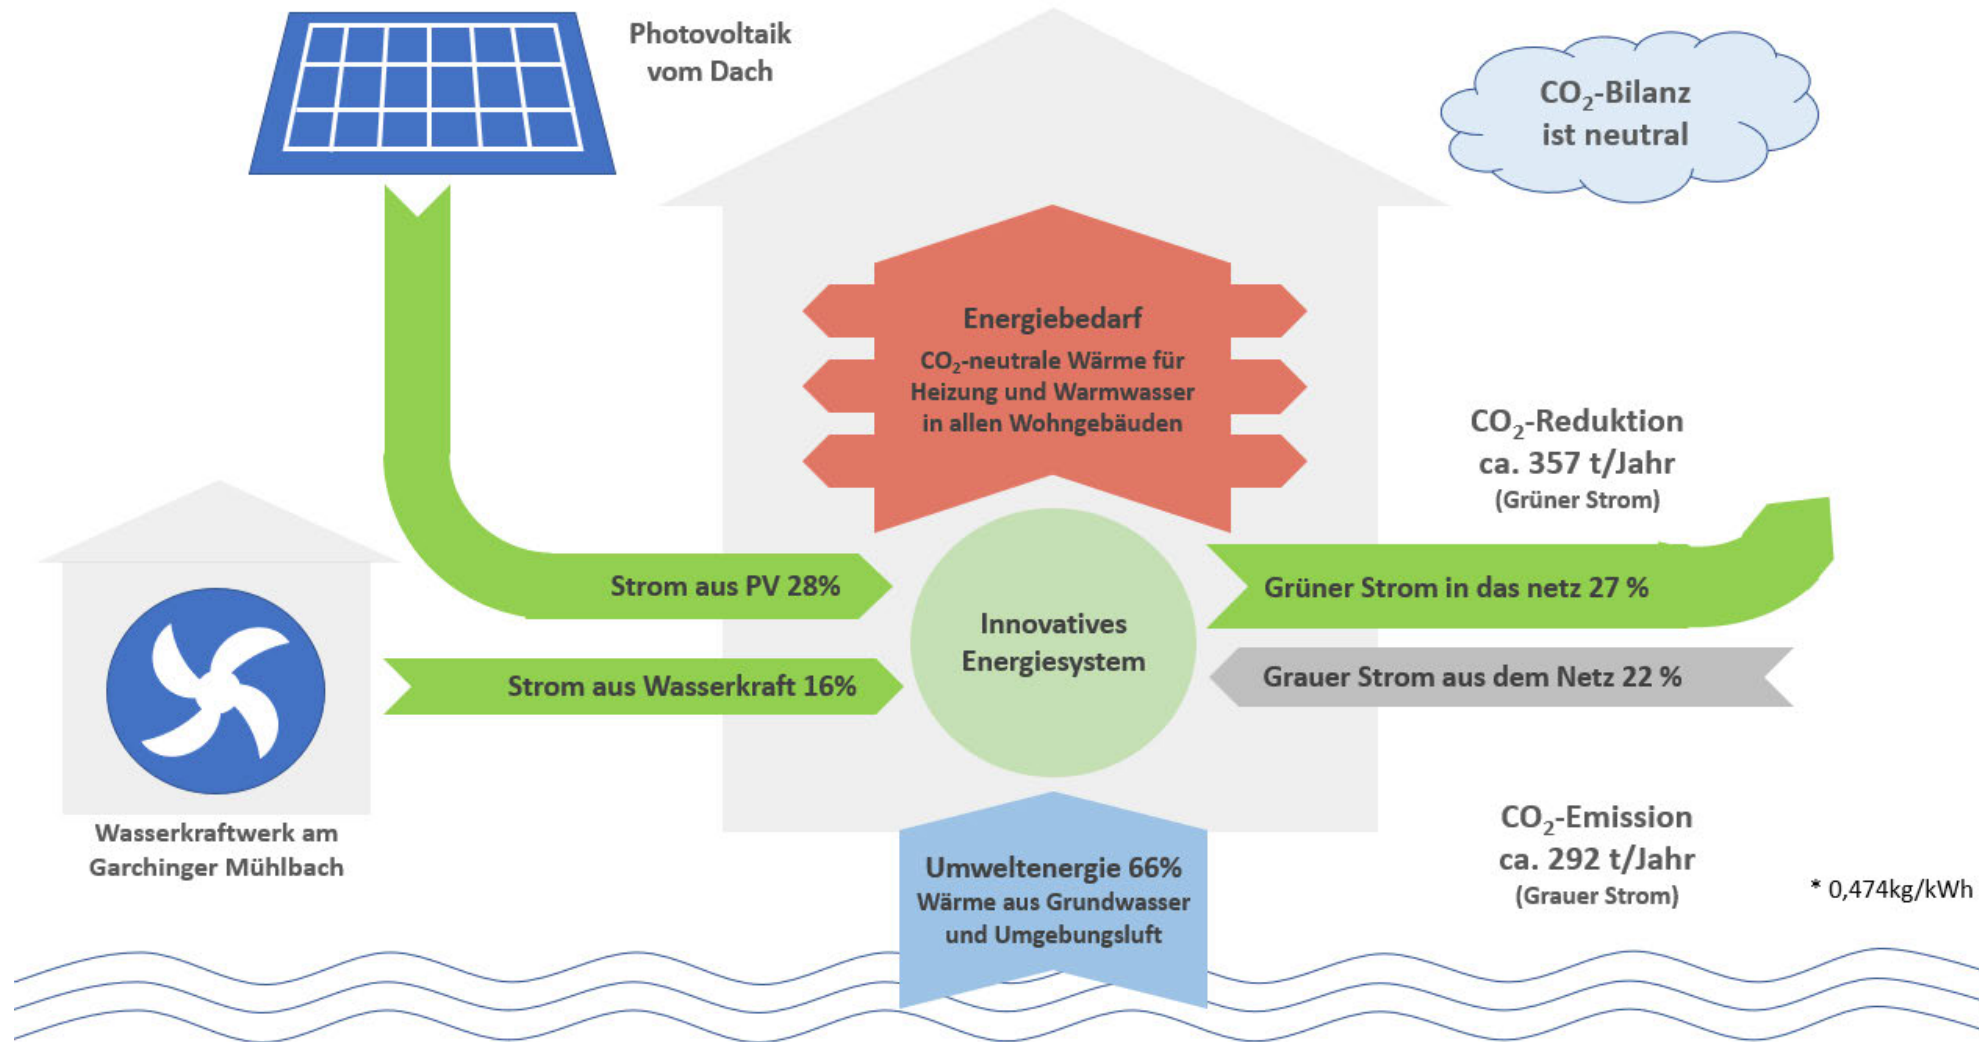 Photovoltaik
vom Dach
CO₂-Bilanz
ist neutral
Energiebedarf
CO₂-neutrale Wärme für
Heizung und Warmwasser
in allen Wohngebäuden
CO₂-Reduktion
ca. 357 t/Jahr
(Grüner Strom)
Strom aus PV 28%
Grüner Strom in das netz 27 %
Innovatives
Energiesystem
Strom aus Wasserkraft 16%
Grauer Strom aus dem Netz 22 %
Wasserkraftwerk am
Garchinger Mühlbach
CO₂-Emission
ca. 292 t/Jahr
(Grauer Strom)
* 0,474kg/kWh
Umweltenergie 66%
Wärme aus Grundwasser
und Umgebungsluft